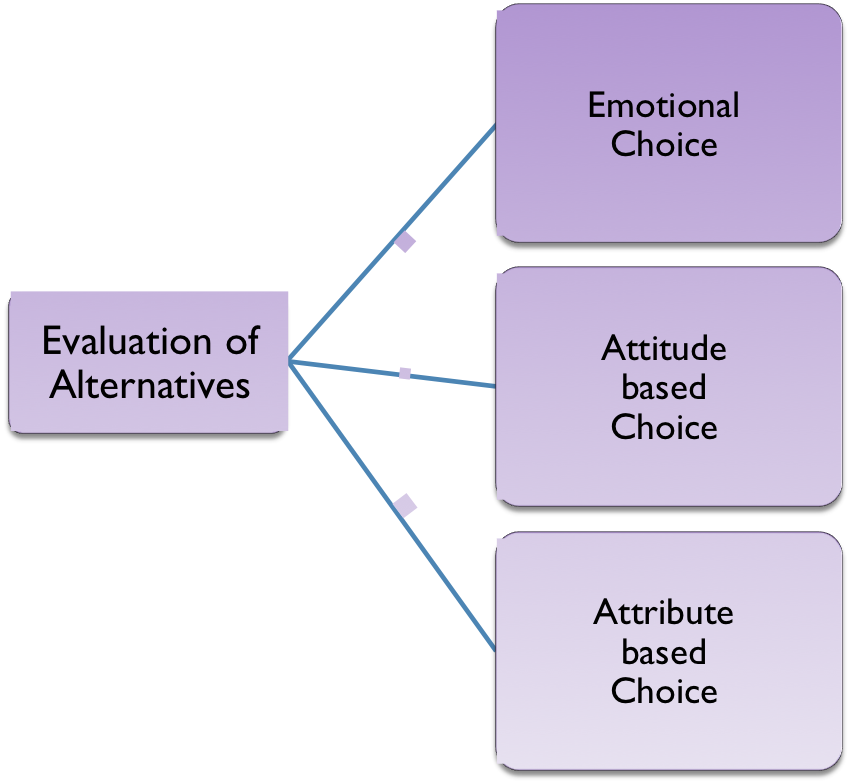 Evaluation of
Alternatives
Emotional
Choice
Attitude
based
Choice
Attribute
based
Choice